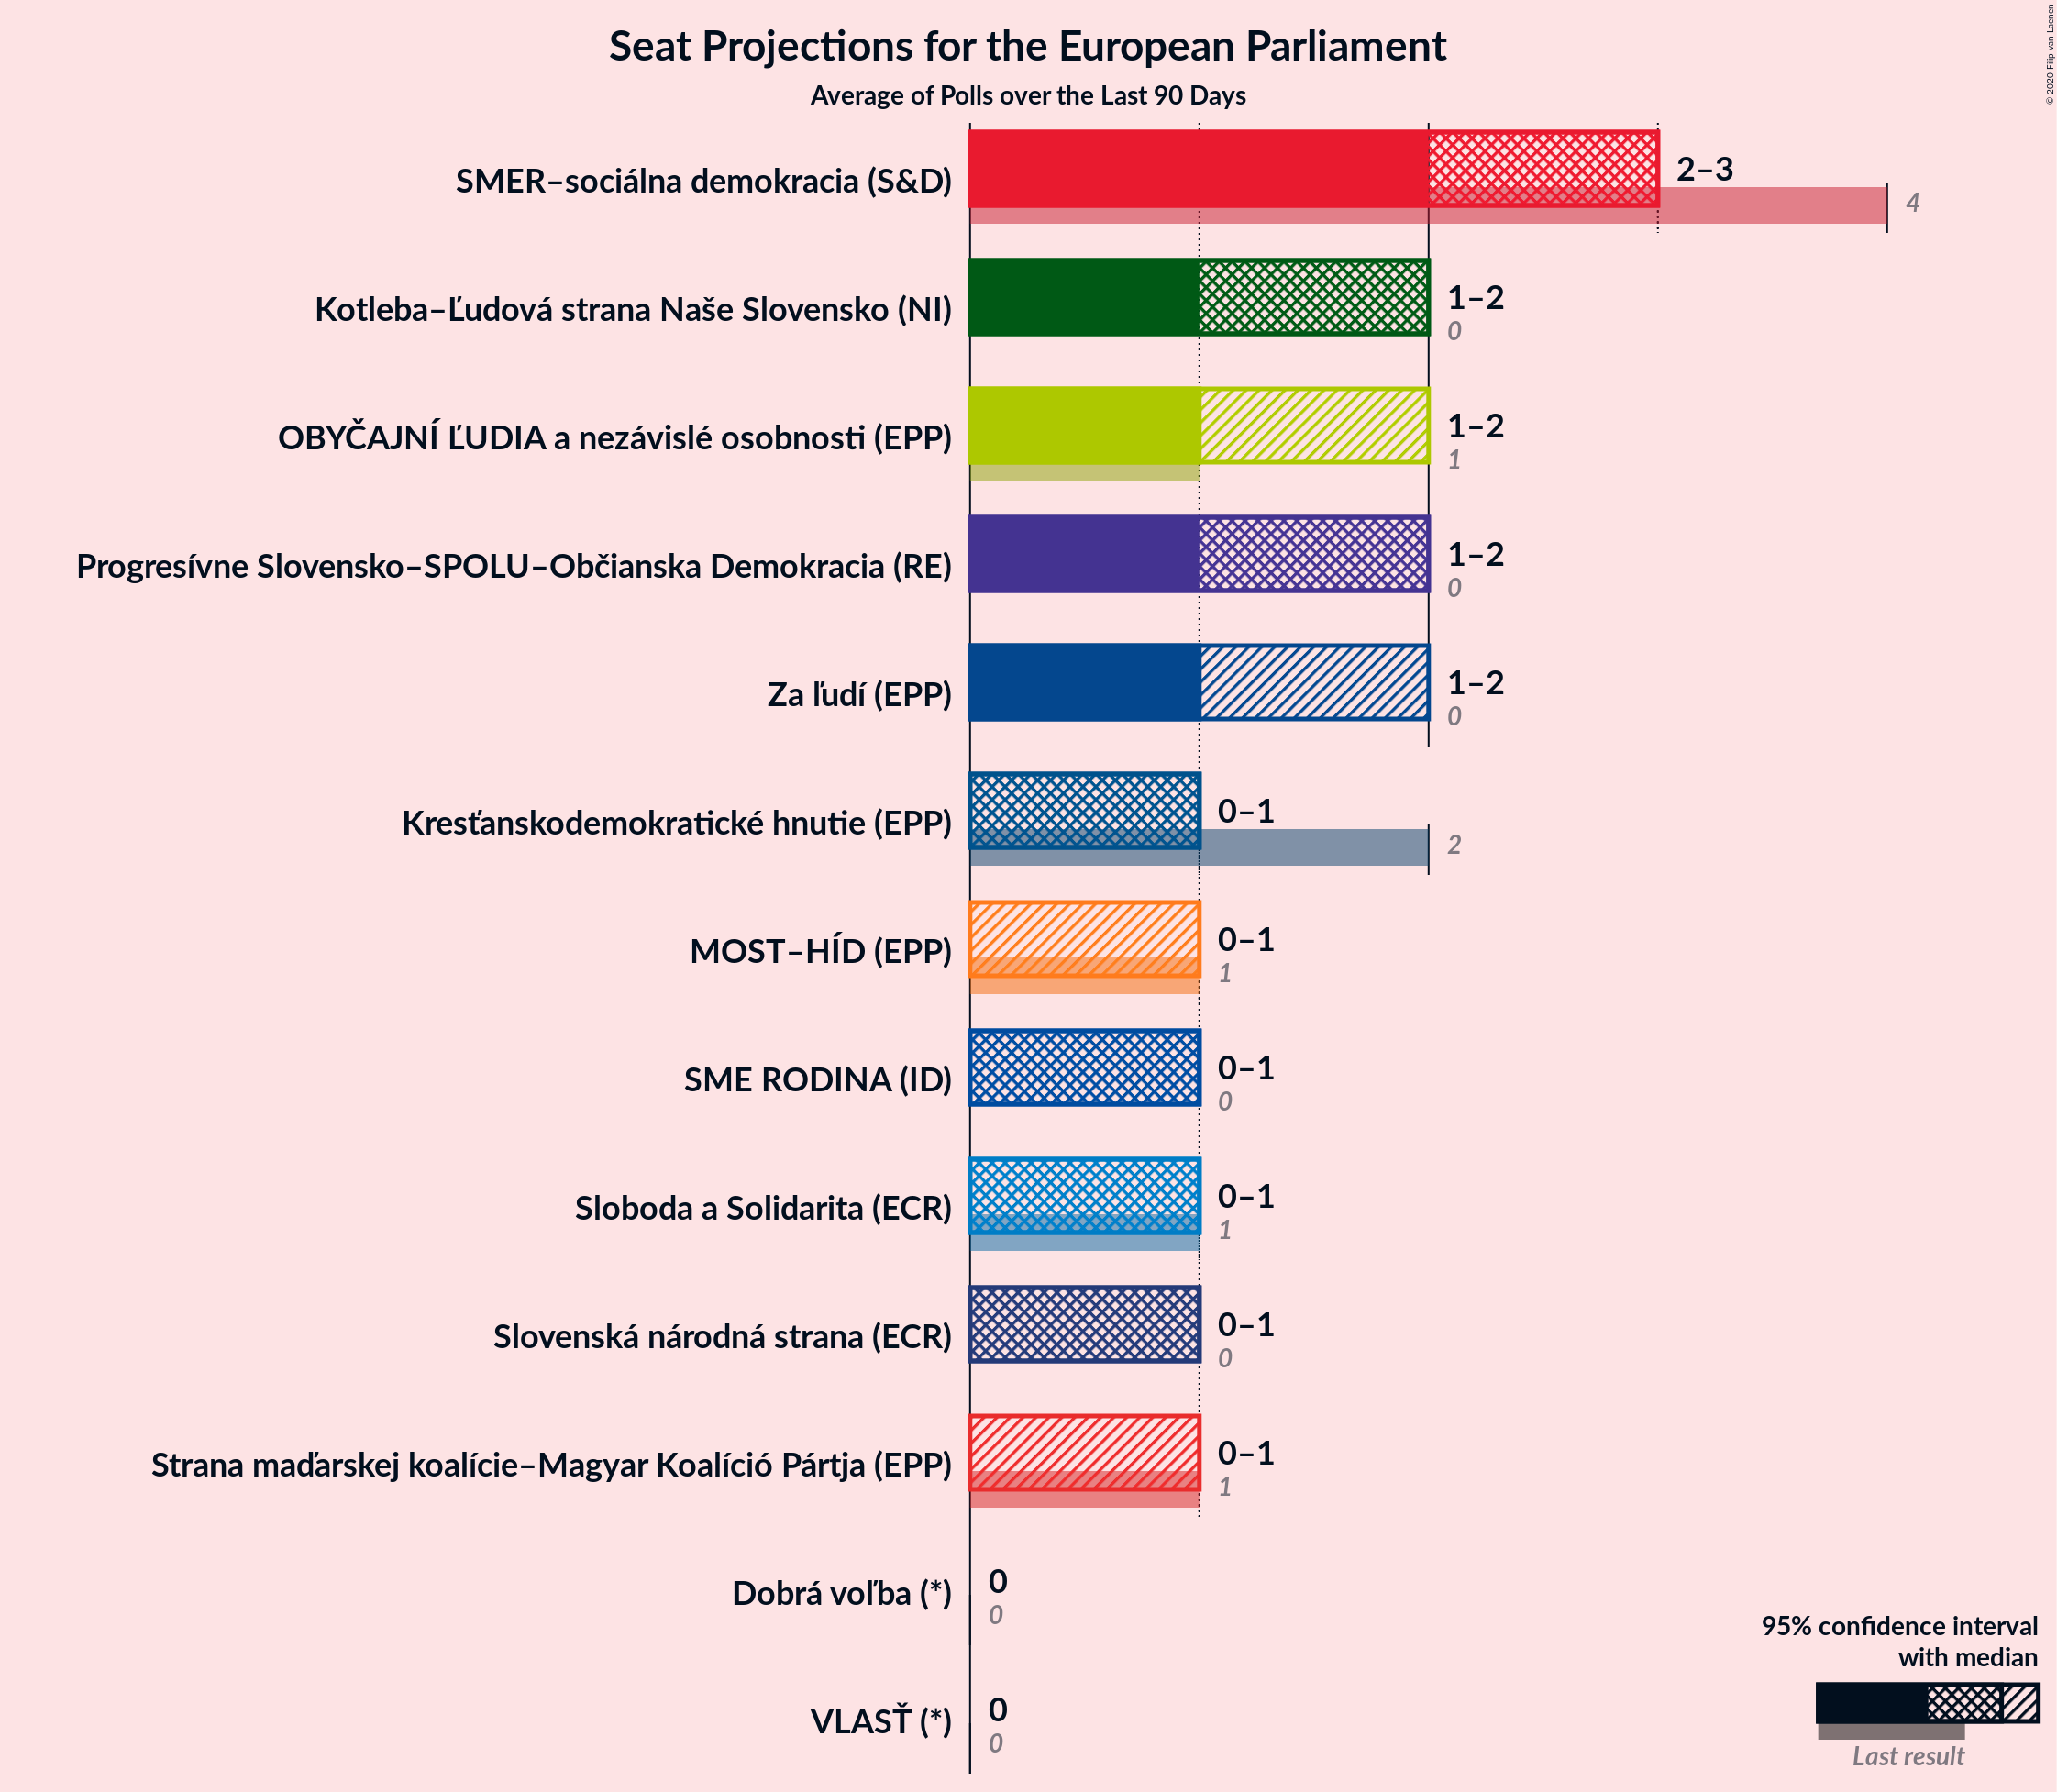 Seat Projections for the European Parliament
Average of Polls over the Last 90 Days
© 2020 Filip van Laenen
SMER–sociálna demokracia (S&D)
2–3
4
Kotleba–Ľudová strana Naše Slovensko (NI)
1–2
0
OBYČAJNÍ ĽUDIA a nezávislé osobnosti (EPP)
1–2
1
Progresívne Slovensko–SPOLU–Občianska Demokracia (RE)
1–2
0
Za ľudí (EPP)
1–2
0
Kresťanskodemokratické hnutie (EPP)
0–1
2
MOST–HÍD (EPP)
0–1
1
SME RODINA (ID)
0–1
0
Sloboda a Solidarita (ECR)
0–1
1
Slovenská národná strana (ECR)
0–1
0
Strana maďarskej koalície–Magyar Koalíció Pártja (EPP)
0–1
1
Dobrá voľba (*)
0
0
VLASŤ (*)
0
0
95% confidence interval
with median
Last result